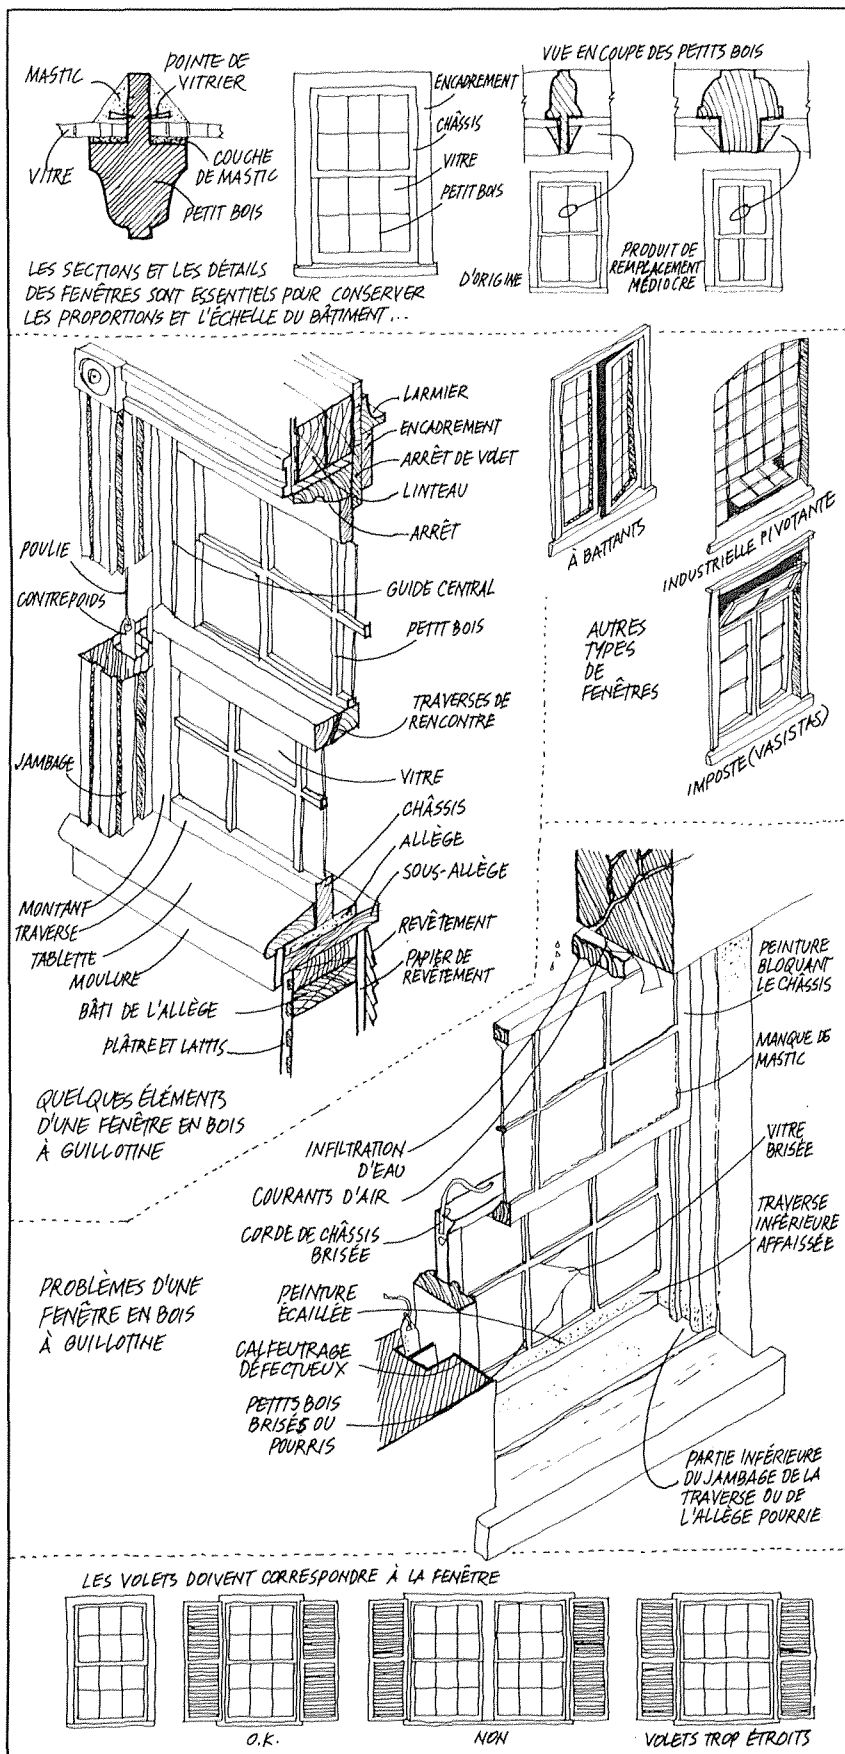 MASTIC
POINTE DE
VITRIER
VITRE
COUCHE
DE MASTIC
PETIT BOIS
LES SECTIONS ET LES DÉTAILS
DES FENÊTRES SONT ESSENTIELS POUR CONSERVER
LES PROPORTIONS ET L'ÉCHELLE DU BÂTIMENT...
ENCADREMENT
CHÂSSIS
VITRE
PETIT BOIS
VUE EN COUPE DES PETITS BOIS
D'ORIGINE
PRODUIT DE
REMPLACEMENT
MÉDIOCRE
LARMIER
ENCADREMENT
ARRÊT DE VOLET
LINTEAU
ARRÊT
POULIE
CONTREPOIDS
GUIDE CENTRAL
PETIT BOIS
TRAVERSES DE
RENCONTRE
JAMBAGE
VITRE
CHÂSSIS
ALLÈGE
SOUS-ALLÈGE
MONTANT
TRAVERSE
TABLETTE
MOULURE
REVÊTEMENT
PAPIER DE
REVÊTEMENT
BÂTI DE L'ALLÈGE
PLÂTRE ET LATTIS
QUELQUES ÉLÉMENTS
D'UNE FENÊTRE EN BOIS
À GUILLOTINE
À BATTANTS
INDUSTRIELLE PIVOTANTE
AUTRES
TYPES
DE
FENÊTRES
IMPOSTE (VASISTAS)
PEINTURE
BLOQUANT
LE CHÂSSIS
MANQUE DE
MASTIC
INFILTRATION
D'EAU
COURANTS D'AIR
VITRE
BRISÉE
CORDE DE CHÂSSIS
BRISÉE
TRAVERSE
INFÉRIEURE
AFFAISSÉE
PROBLÈMES D'UNE
FENÊTRE EN BOIS
À GUILLOTINE
PEINTURE
ÉCAILLÉE
CALFEUTRAGE
DÉFECTUEUX
PETITS BOIS
BRISÉS OU
POURRIS
PARTIE INFÉRIEURE
DU JAMBAGE DE LA
TRAVERSE OU DE
L'ALLÈGE POURRIE
LES VOLETS DOIVENT CORRESPONDRE À LA FENÊTRE
O.K.
NON
VOLETS TROP ÉTROITS